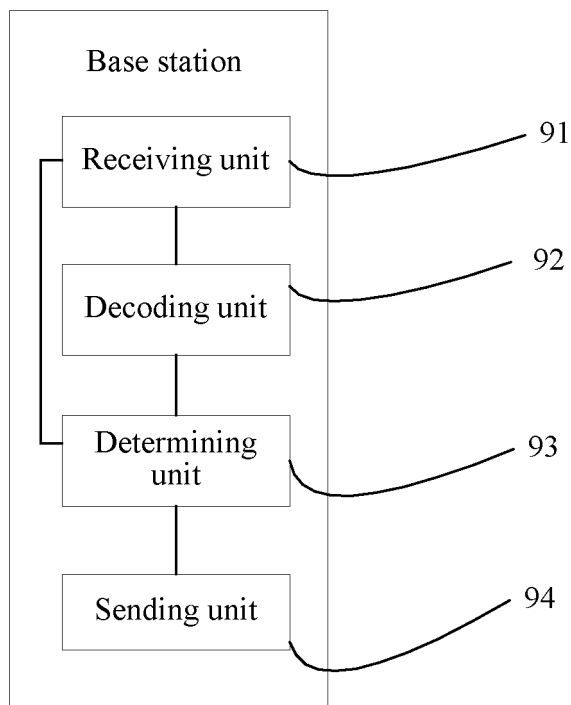 Base station
Receiving unit
91
Decoding unit
92
Determining
unit
93
Sending unit
94